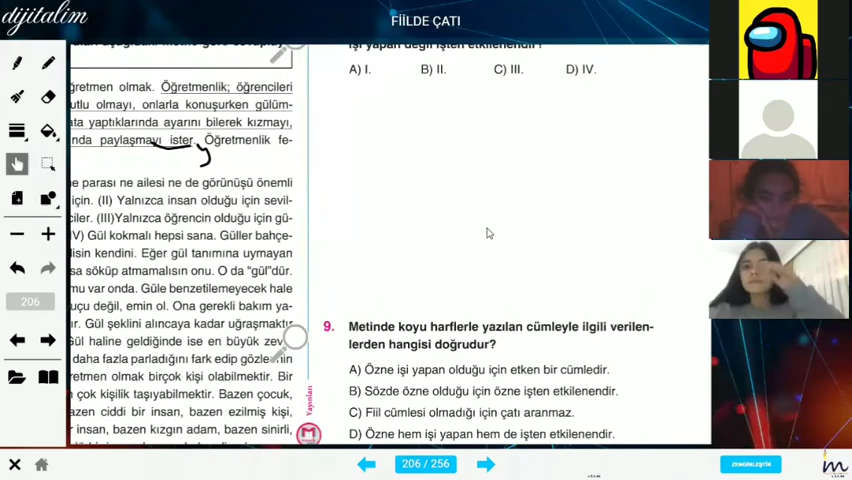 dijitalim
FİİLDE ÇATI
ğretmen olmak. Öğretmenlik; öğrencileri
utlu olmayı, onlarla konuşurken gülüm-
ata yaptıklarında ayarını bilerek kızmayı,
nda paylaşmayı ister. Öğretmenlik fe-
ne parası ne ailesi ne de görünüşü önemli
için. (II) Yalnızca insan olduğu için sevil-
ciler. (III)Yalnızca öğrencin olduğu için gü-
V) Gül kokmalı hepsi sana. Güller bahçe-
disin kendini. Eğer gül tanımına uymayan
sa söküp atmamalısın onu. O da “gül”dür.
mu var onda. Güle benzetilemeyecek hale
uçu değil, emin ol. Ona gerekli bakım ya-
ır. Gül şeklini alıncaya kadar uğraşmaktır
ül haline geldiğinde ise en büyük zev
daha fazla parladığını fark edip gözle
retmen olmak birçok kişi olabilmektir. Bir
çok kişilik taşıyabilmektir. Bazen çocuk,
azen ciddi bir insan, bazen ezilmiş kişi,
r insan, bazen kızgın adam, bazen sinirli,
işi yapan değil işten etkilenendir?
A) I. B) II. C) III. D) IV.
9. Metinde koyu harflerle yazılan cümleyle ilgili verilen-
lerden hangisi doğrudur?
A) Özne işi yapan olduğu için etken bir cümledir.
B) Sözde özne olduğu için özne işten etkilenendir.
C) Fiil cümlesi olmadığı için çatı aranmaz.
D) Özne hem işi yapan hem de işten etkilenendir.
Yayınları
206
206 / 256
ZENGİNLEŞTİR